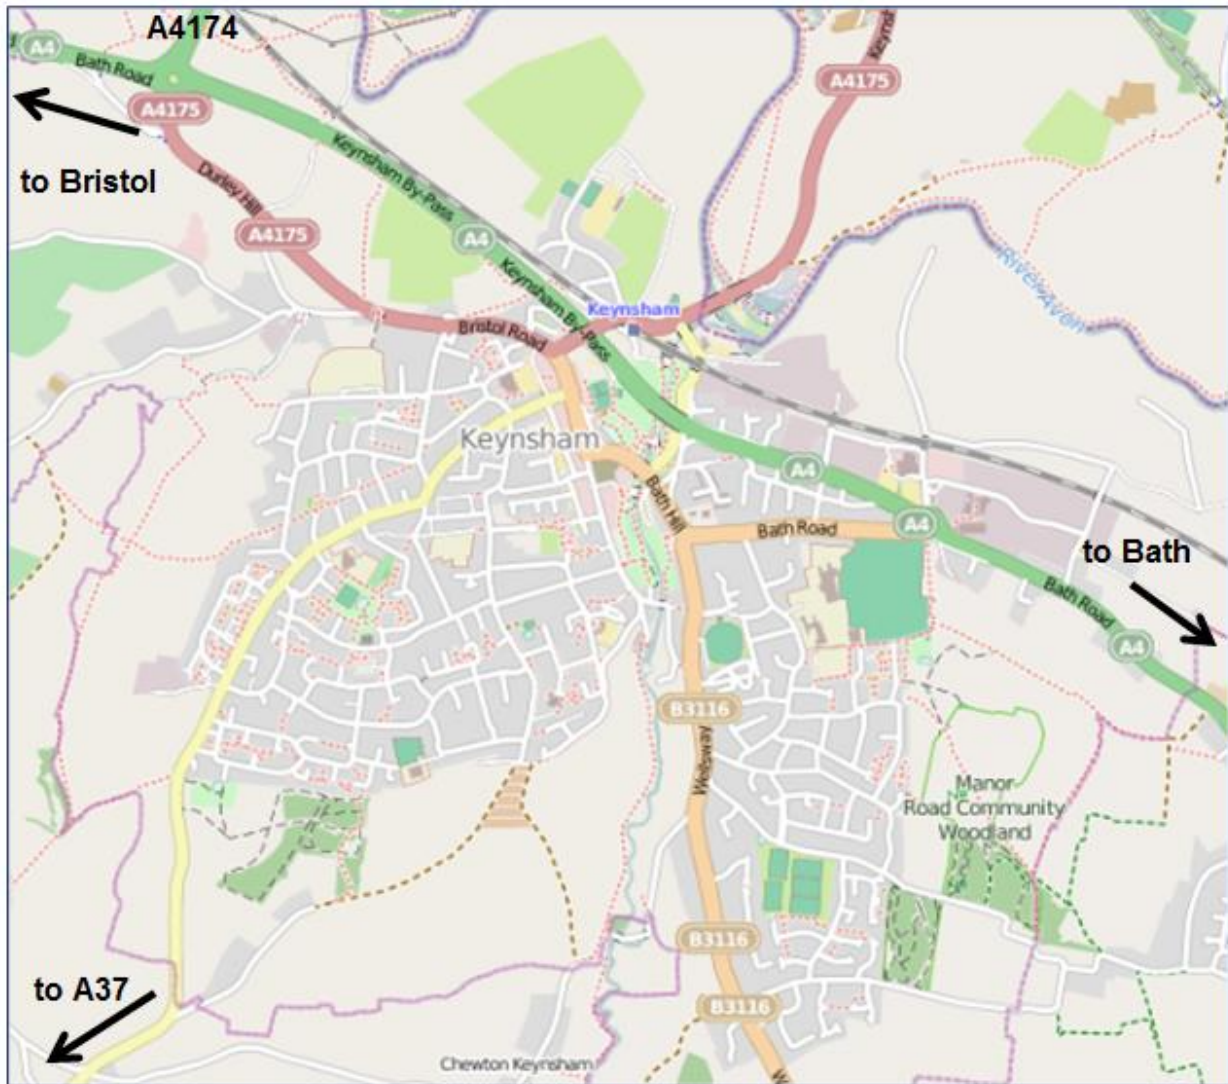 A4174
A4
Bath Road
A4175
to Bristol
Durley Hill
A4175
Keynsham By-Pass
A4
Keynsham By-Pass
A4175
River Avon
Keynsham
Bristol Road
Keynsham
Bath Hill
A4
Bath Road
A4
to Bath
Bath Road
A4
B3116
Wellsway
Manor
Road Community
Woodland
B3116
B3116
to A37
Chewton Keynsham